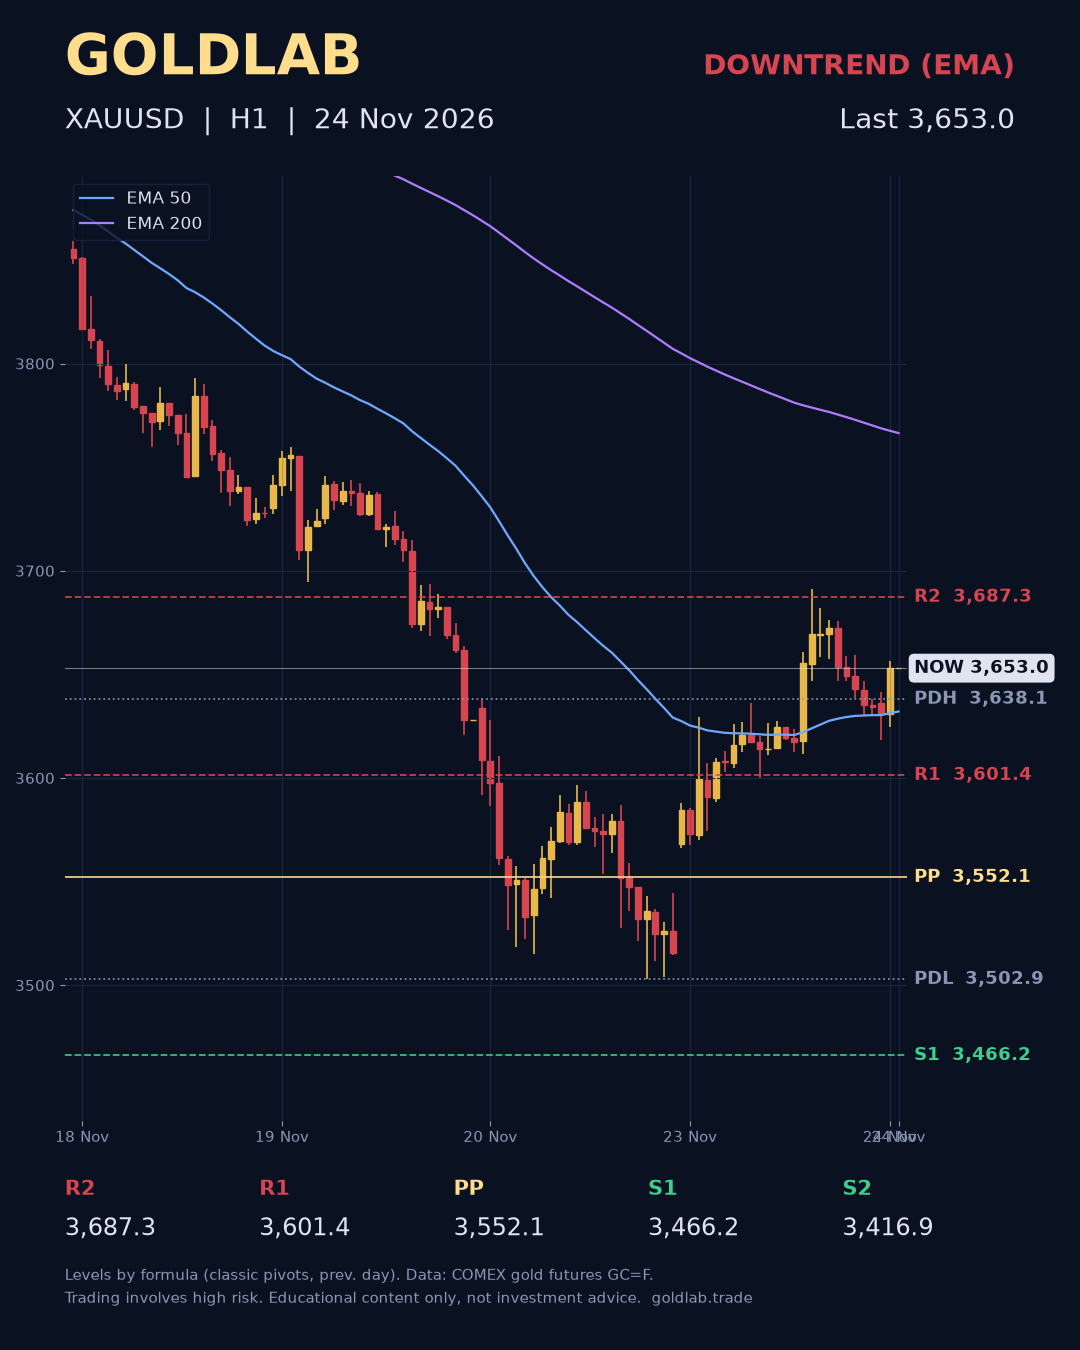 GOLDLAB
DOWNTREND (EMA)
XAUUSD | H1 | 24 Nov 2026
Last 3,653.0
EMA 50
EMA 200
3800
3700
3600
3500
R2 3,687.3
NOW 3,653.0
PDH 3,638.1
R1 3,601.4
PP 3,552.1
PDL 3,502.9
S1 3,466.2
18 Nov
19 Nov
20 Nov
23 Nov
24 Nov
R2
R1
PP
S1
S2
3,687.3
3,601.4
3,552.1
3,466.2
3,416.9
Levels by formula (classic pivots, prev. day). Data: COMEX gold futures GC=F.
Trading involves high risk. Educational content only, not investment advice. goldlab.trade